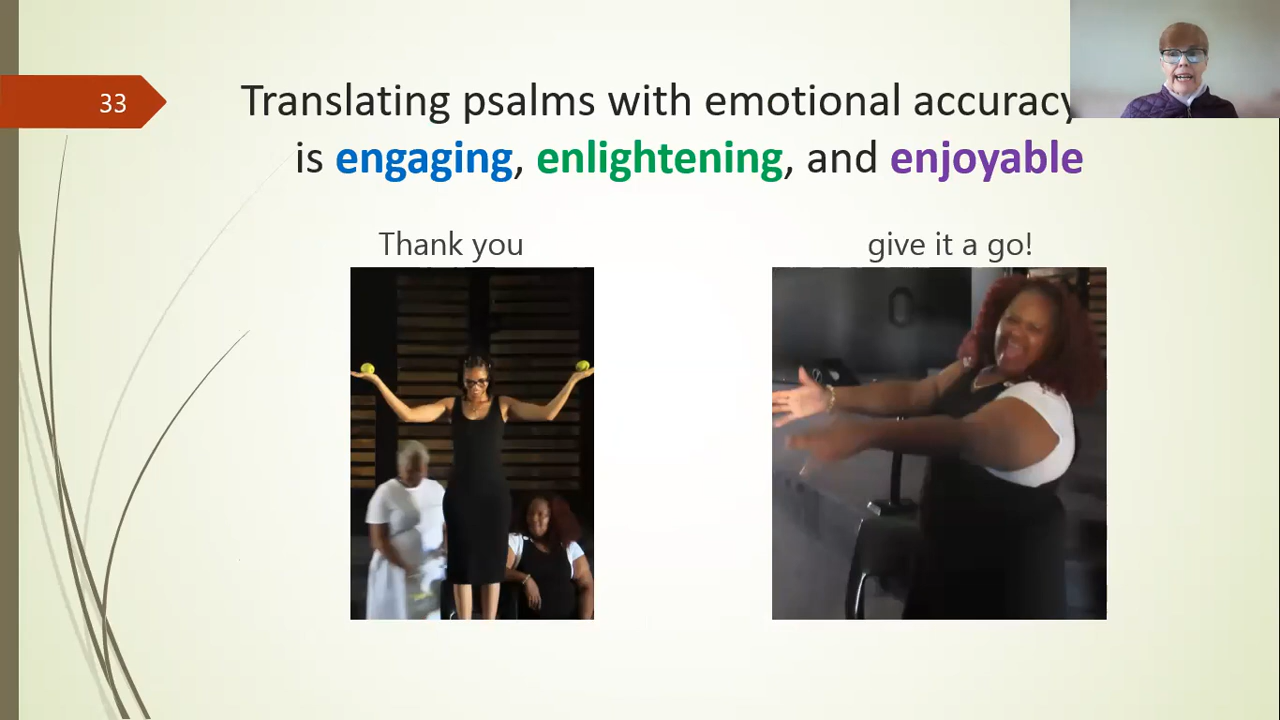 33
Translating psalms with emotional accuracy
is engaging, enlightening, and enjoyable
Thank you
give it a go!